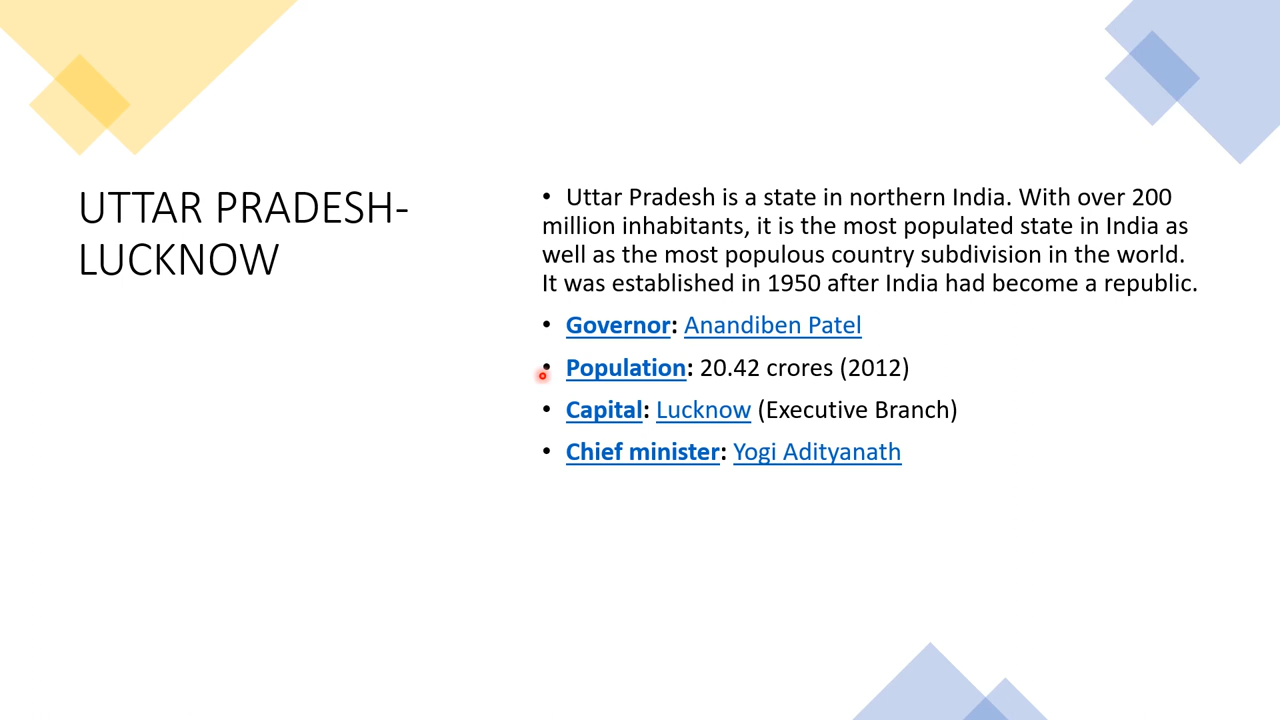 UTTAR PRADESH-
LUCKNOW
• Uttar Pradesh is a state in northern India. With over 200
million inhabitants, it is the most populated state in India as
well as the most populous country subdivision in the world.
It was established in 1950 after India had become a republic.
• Governor: Anandiben Patel
• Population: 20.42 crores (2012)
• Capital: Lucknow (Executive Branch)
• Chief minister: Yogi Adityanath